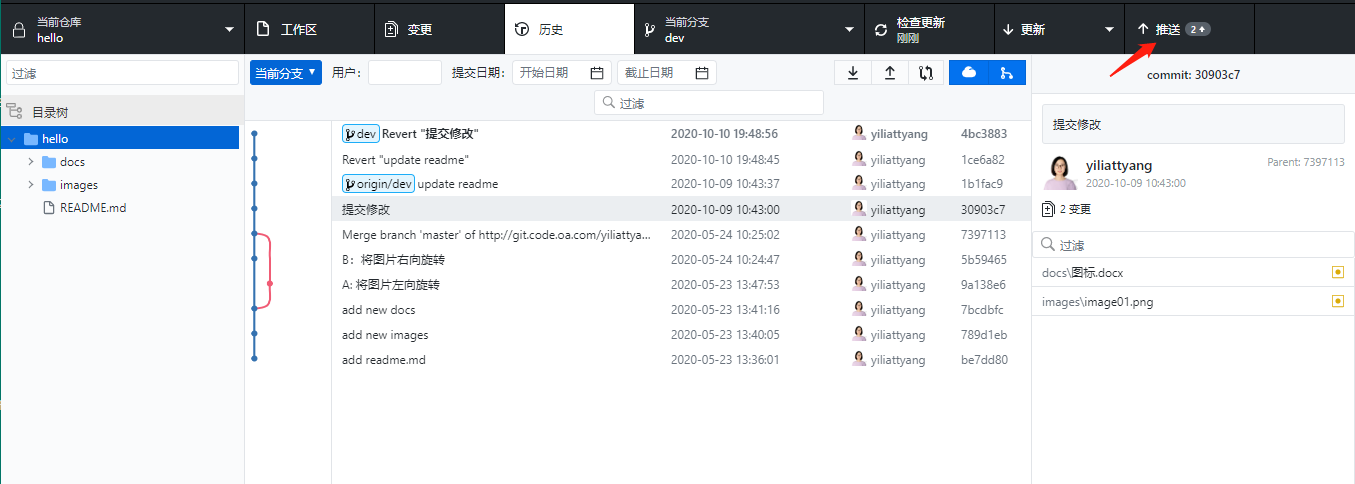 当前仓库
hello
工作区
变更
历史
当前分支
dev
检查更新
刚刚
更新
推送 2
过滤
当前分支
用户：
提交日期：
开始日期
截止日期
commit: 30903c7
目录树
过滤
hello
docs
images
README.md
dev Revert "提交修改" 2020-10-10 19:48:56 yiliattyang 4bc3883
Revert "update readme" 2020-10-10 19:48:45 yiliattyang 1ce6a82
origin/dev update readme 2020-10-09 10:43:37 yiliattyang 1b1fac9
提交修改 2020-10-09 10:43:00 yiliattyang 30903c7
Merge branch 'master' of http://git.code.oa.com/yiliattya... 2020-05-24 10:25:02 yiliattyang 7397113
B：将图片右向旋转 2020-05-24 10:24:47 yiliattyang 5b59465
A: 将图片左向旋转 2020-05-23 13:47:53 yiliattyang 9a138e6
add new docs 2020-05-23 13:41:16 yiliattyang 7bcdbfc
add new images 2020-05-23 13:40:05 yiliattyang 789d1eb
add readme.md 2020-05-23 13:36:01 yiliattyang be7dd80
提交修改
yiliattyang
Parent: 7397113
2020-10-09 10:43:00
2 变更
过滤
docs\图标.docx
images\image01.png